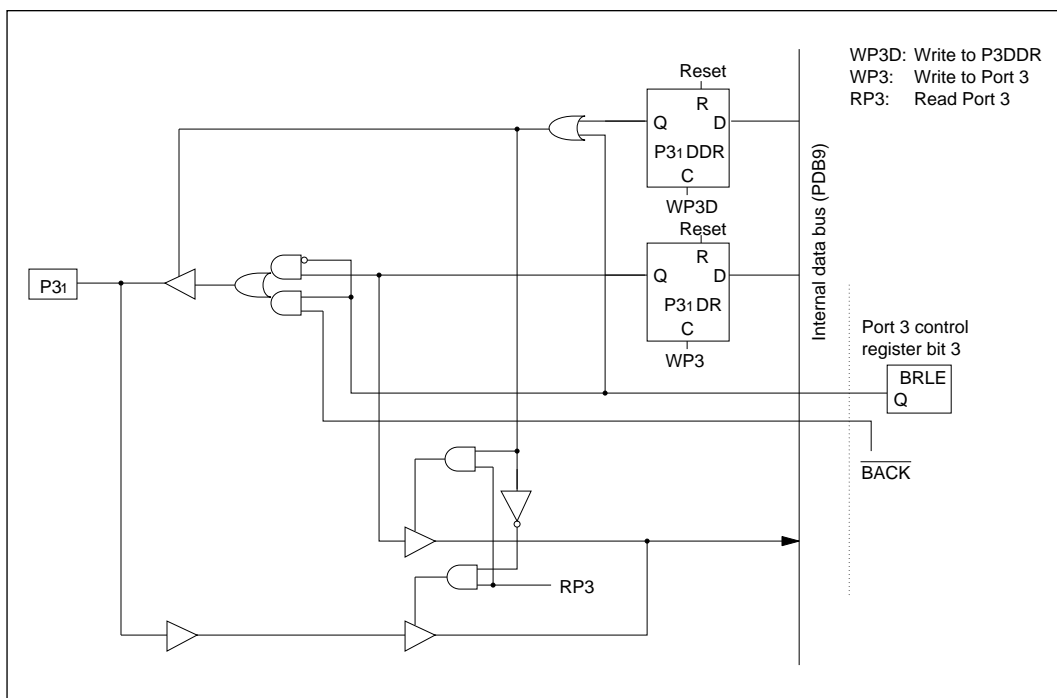 WP3D: Write to P3DDR
WP3: Write to Port 3
RP3: Read Port 3
Reset
R
Q
D
P31 DDR
C
WP3D
Reset
R
Q
D
P31 DR
C
WP3
P31
Internal data bus (PDB9)
Port 3 control
register bit 3
BRLE
Q
BACK
RP3